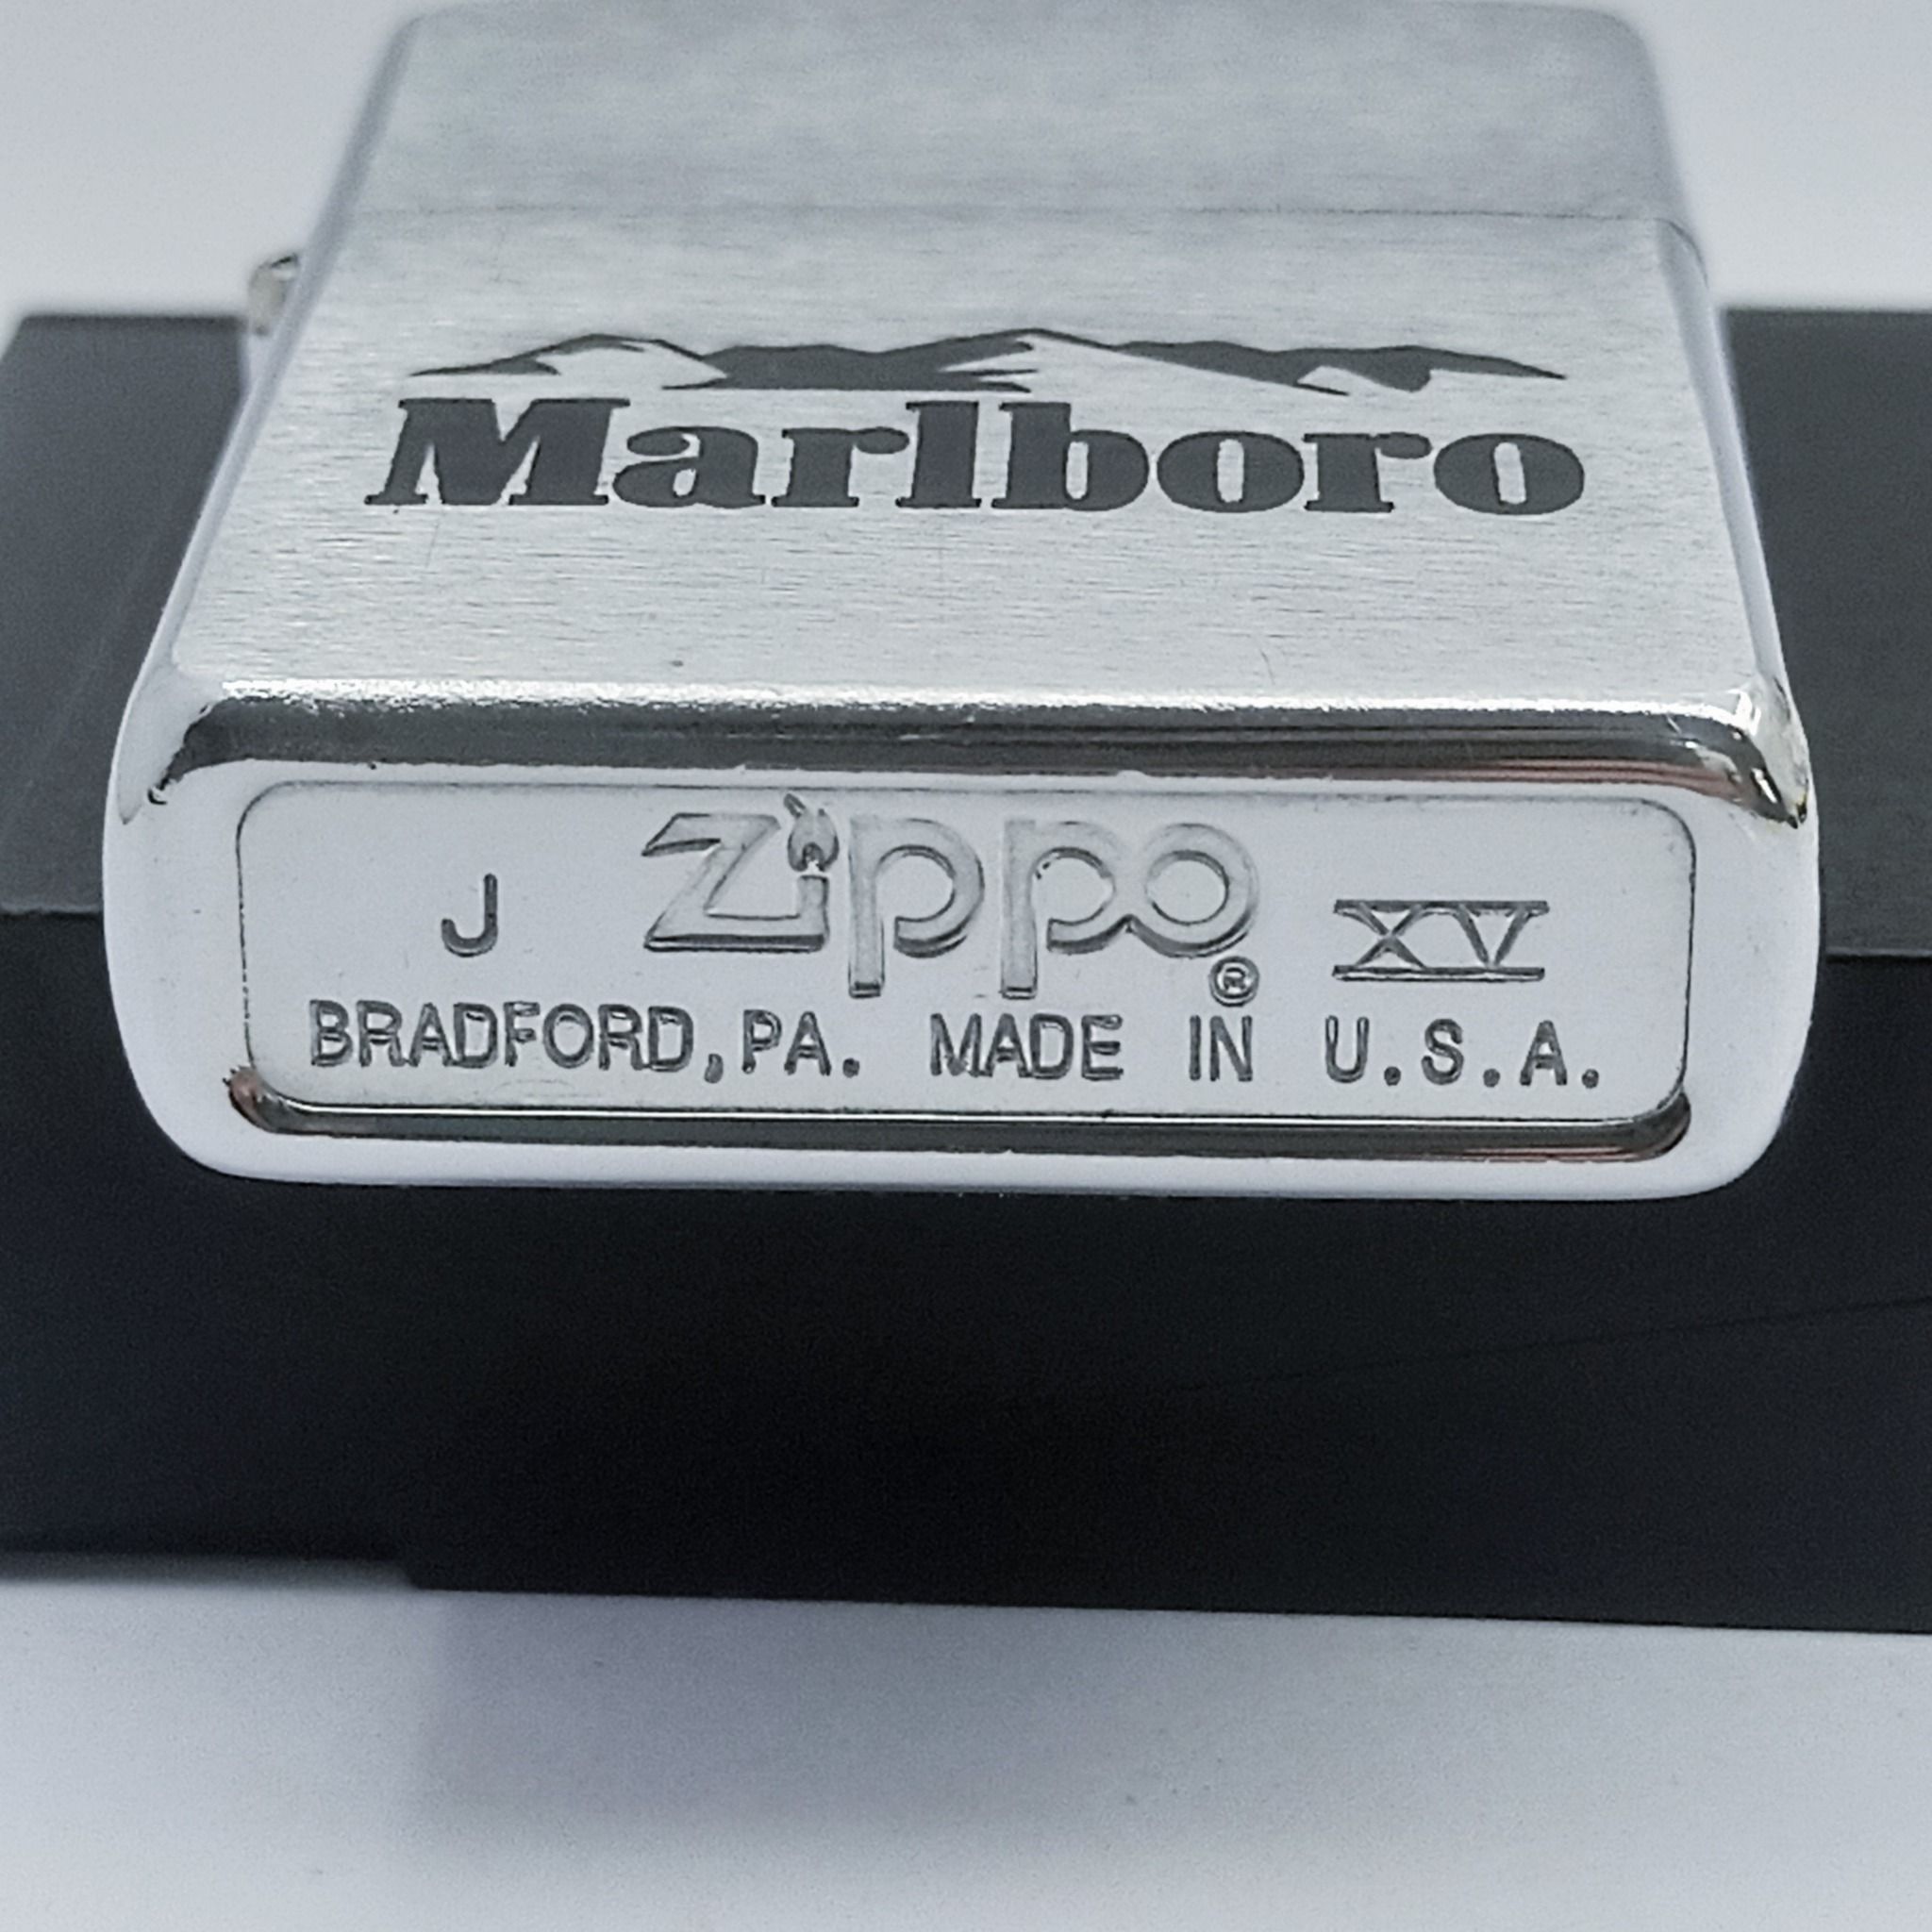 Marlboro
J Zippo ® XV
BRADFORD, PA. MADE IN U.S.A.